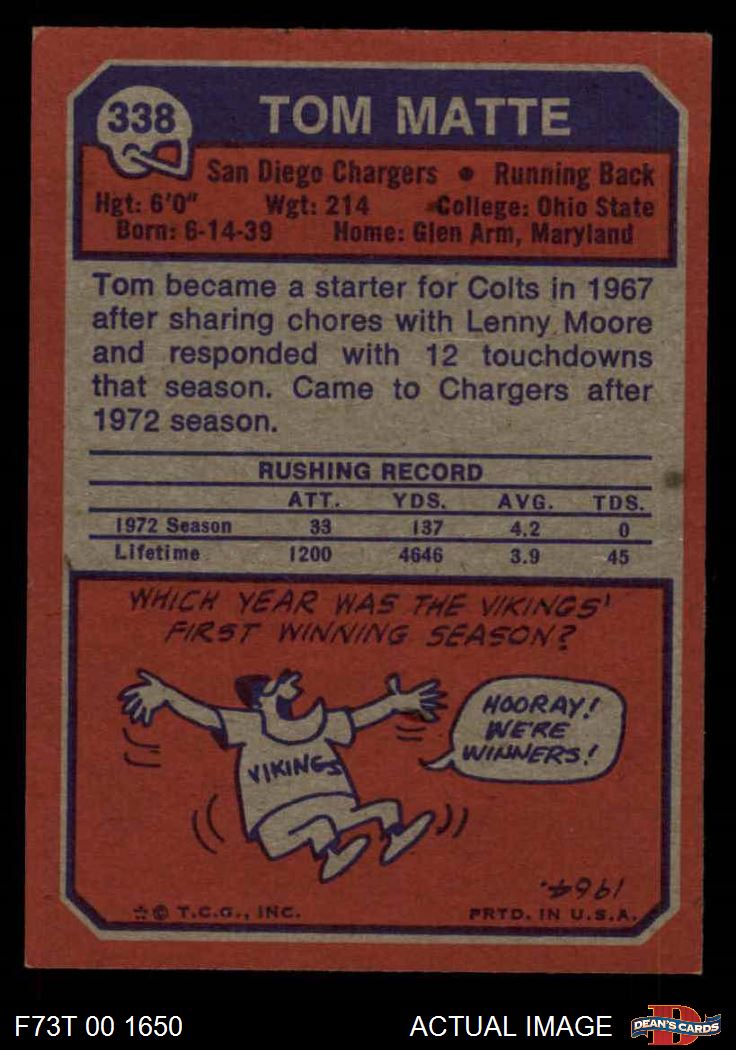 338
TOM MATTE
San Diego Chargers • Running Back
Hgt: 6'0" Wgt: 214 College: Ohio State
Born: 6-14-39 Home: Glen Arm, Maryland
Tom became a starter for Colts in 1967
after sharing chores with Lenny Moore
and responded with 12 touchdowns
that season. Came to Chargers after
1972 season.
RUSHING RECORD
ATT. YDS. AVG. TDS.
1972 Season 33 137 4.2 0
Lifetime 1200 4646 3.9 45
WHICH YEAR WAS THE VIKINGS'
FIRST WINNING SEASON?
HOORAY!
WE'RE
WINNERS!
VIKINGS
1964.
☆ © T.C.G., INC. PRTD. IN U.S.A.
F73T 00 1650 ACTUAL IMAGE
DEAN'S CARDS